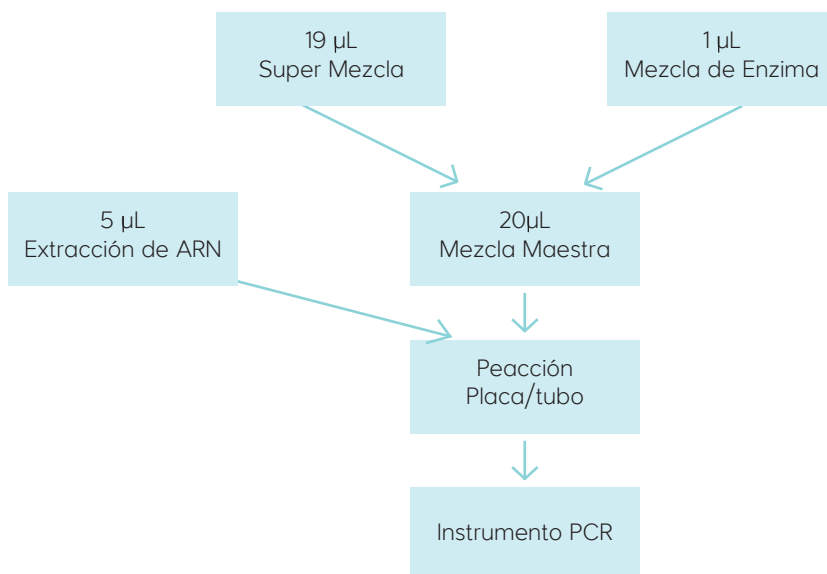 19 µL
Super Mezcla
1 µL
Mezcla de Enzima
5 µL
Extracción de ARN
20µL
Mezcla Maestra
Peacción
Placa/tubo
Instrumento PCR